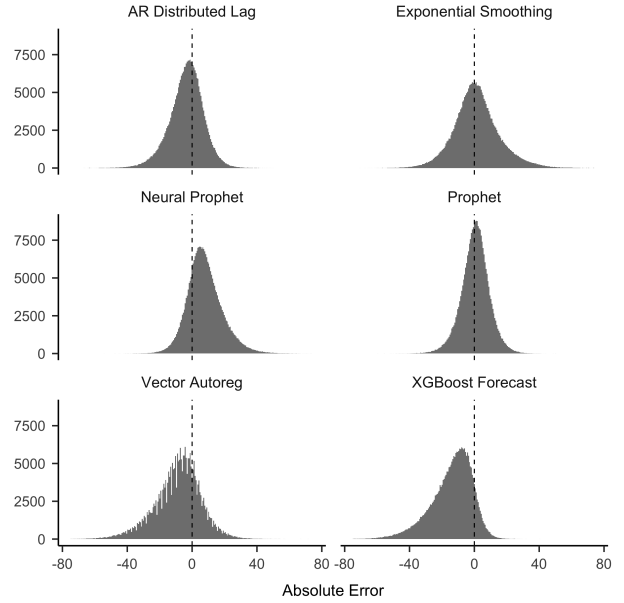 AR Distributed Lag
Exponential Smoothing
7500
5000
2500
0
Neural Prophet
Prophet
7500
5000
2500
0
Vector Autoreg
XGBoost Forecast
7500
5000
2500
0
-80 -40 0 40 80 -80 -40 0 40 80
Absolute Error